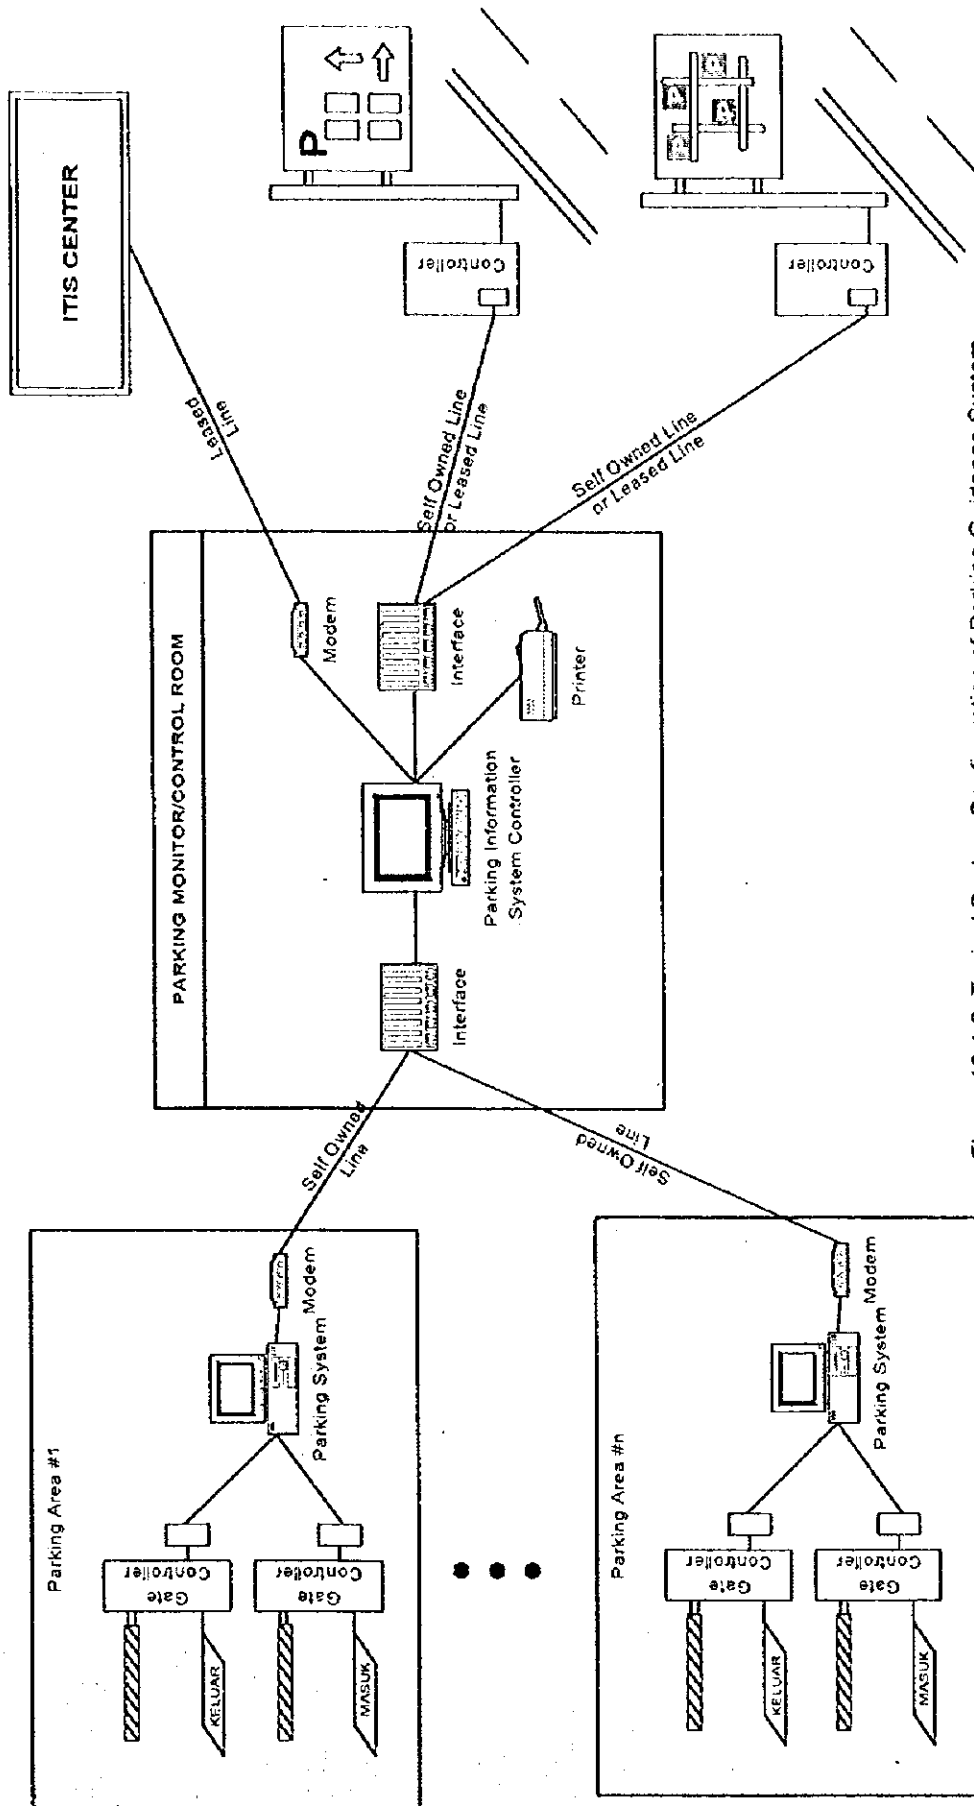 ITIS CENTER
Leased
Line
PARKING MONITOR/CONTROL ROOM
Modem
Interface
Printer
Parking Information
System Controller
Interface
Self Owned Line
or Leased Line
Self Owned Line
or Leased Line
P
Controller
Controller
Self Owned
Line
Self Owned
Line
Parking Area #1
Modem
Parking System
Gate
Controller
KELUAR
Gate
Controller
MASUK
Parking Area #n
Modem
Parking System
Gate
Controller
KELUAR
Gate
Controller
MASUK